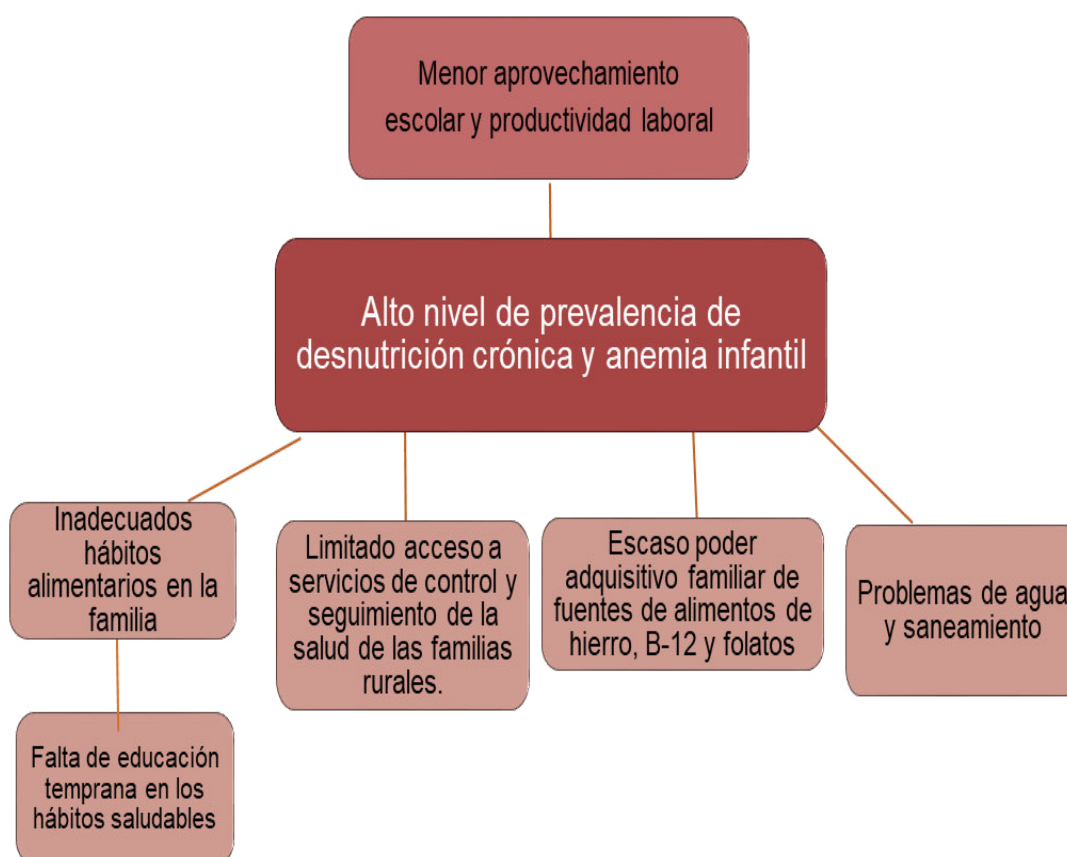 Menor aprovechamiento
escolar y productividad laboral
Alto nivel de prevalencia de
desnutrición crónica y anemia infantil
Inadecuados
hábitos
alimentarios en la
familia
Limitado acceso a
servicios de control y
seguimiento de la
salud de las familias
rurales.
Escaso poder
adquisitivo familiar de
fuentes de alimentos de
hierro, B-12 y folatos
Problemas de agua
y saneamiento
Falta de educación
temprana en los
hábitos saludables